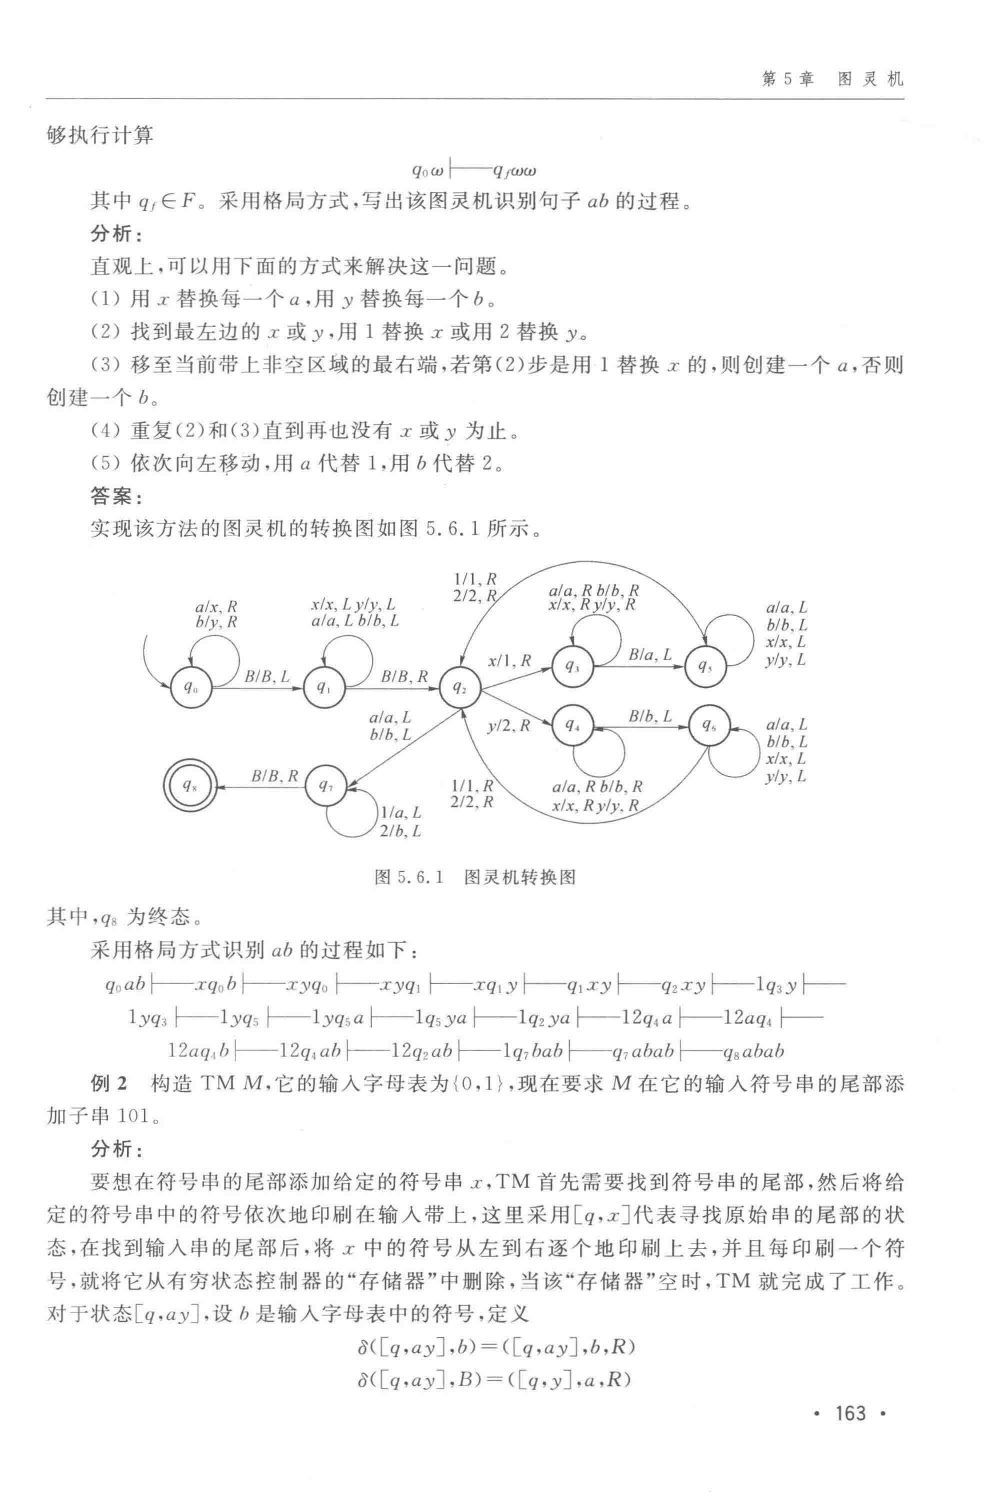 第5章 图灵机
够执行计算
q₀ω├──q_fωω
其中 q_f∈F。采用格局方式,写出该图灵机识别句子 ab 的过程。
分析:
直观上,可以用下面的方式来解决这一问题。
(1) 用 x 替换每一个 a,用 y 替换每一个 b。
(2) 找到最左边的 x 或 y,用 1 替换 x 或用 2 替换 y。
(3) 移至当前带上非空区域的最右端,若第(2)步是用 1 替换 x 的,则创建一个 a,否则
创建一个 b。
(4) 重复(2)和(3)直到再也没有 x 或 y 为止。
(5) 依次向左移动,用 a 代替 1,用 b 代替 2。
答案:
实现该方法的图灵机的转换图如图 5.6.1 所示。
a/x, R
b/y, R
x/x, L y/y, L
a/a, L b/b, L
1/1, R
2/2, R
a/a, R b/b, R
x/x, R y/y, R
a/a, L
b/b, L
x/x, L
y/y, L
q₀
B/B, L
q₁
B/B, R
q₂
x/1, R
q₃
B/a, L
q₅
a/a, L
b/b, L
y/2, R
q₄
B/b, L
q₆
a/a, L
b/b, L
x/x, L
y/y, L
q₈
B/B, R
q₇
1/a, L
2/b, L
1/1, R
2/2, R
a/a, R b/b, R
x/x, R y/y, R
图 5.6.1 图灵机转换图
其中,q₈ 为终态。
采用格局方式识别 ab 的过程如下:
q₀ab├──xq₀b├──xyq₀├──xyq₁├──xq₁y├──q₁xy├──q₂xy├──1q₃y├──
1yq₃├──1yq₅├──1yq₅a├──1q₅ya├──1q₂ya├──12q₄a├──12aq₄├──
12aq₄b├──12q₄ab├──12q₂ab├──1q₇bab├──q₇abab├──q₈abab
例 2 构造 TM M,它的输入字母表为{0,1},现在要求 M 在它的输入符号串的尾部添
加子串 101。
分析:
要想在符号串的尾部添加给定的符号串 x,TM 首先需要找到符号串的尾部,然后将给
定的符号串中的符号依次地印刷在输入带上,这里采用[q,x]代表寻找原始串的尾部的状
态,在找到输入串的尾部后,将 x 中的符号从左到右逐个地印刷上去,并且每印刷一个符
号,就将它从有穷状态控制器的“存储器”中删除,当该“存储器”空时,TM 就完成了工作。
对于状态[q,ay],设 b 是输入字母表中的符号,定义
δ([q,ay],b)=([q,ay],b,R)
δ([q,ay],B)=([q,y],a,R)
· 163 ·